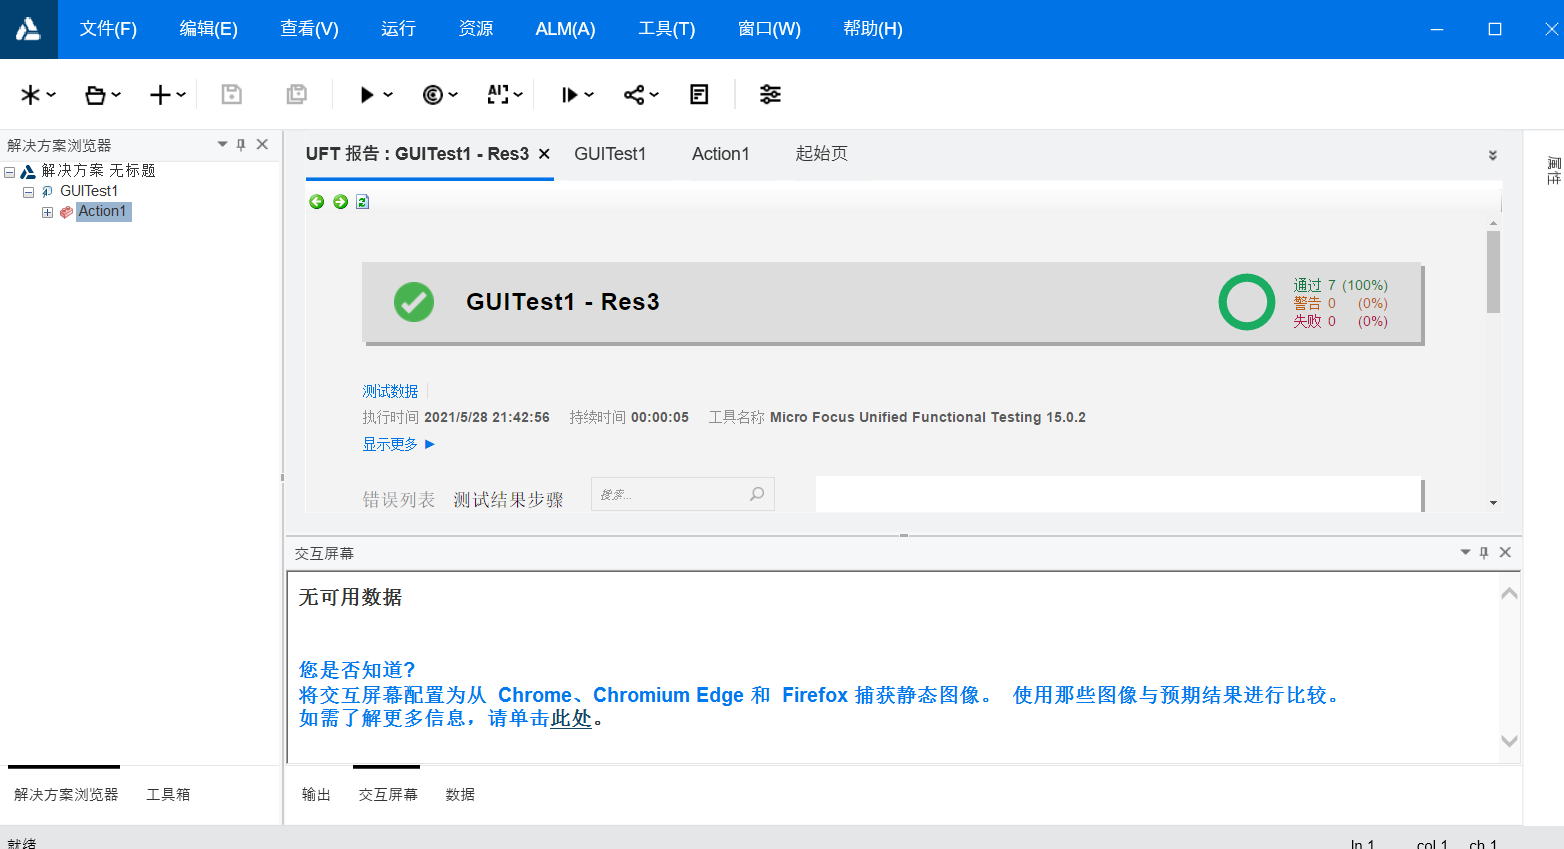 文件(F) 编辑(E) 查看(V) 运行 资源 ALM(A) 工具(T) 窗口(W) 帮助(H)
AI
解决方案浏览器
解决方案 无标题
GUITest1
Action1
UFT 报告 : GUITest1 - Res3 GUITest1 Action1 起始页
属性
GUITest1 - Res3
通过 7 (100%)
警告 0 (0%)
失败 0 (0%)
测试数据
执行时间 2021/5/28 21:42:56 持续时间 00:00:05 工具名称 Micro Focus Unified Functional Testing 15.0.2
显示更多
错误列表 测试结果步骤 搜索...
交互屏幕
无可用数据
您是否知道?
将交互屏幕配置为从 Chrome、Chromium Edge 和 Firefox 捕获静态图像。 使用那些图像与预期结果进行比较。
如需了解更多信息，请单击此处。
解决方案浏览器 工具箱
输出 交互屏幕 数据
就绪 ln 1 col 1 ch 1